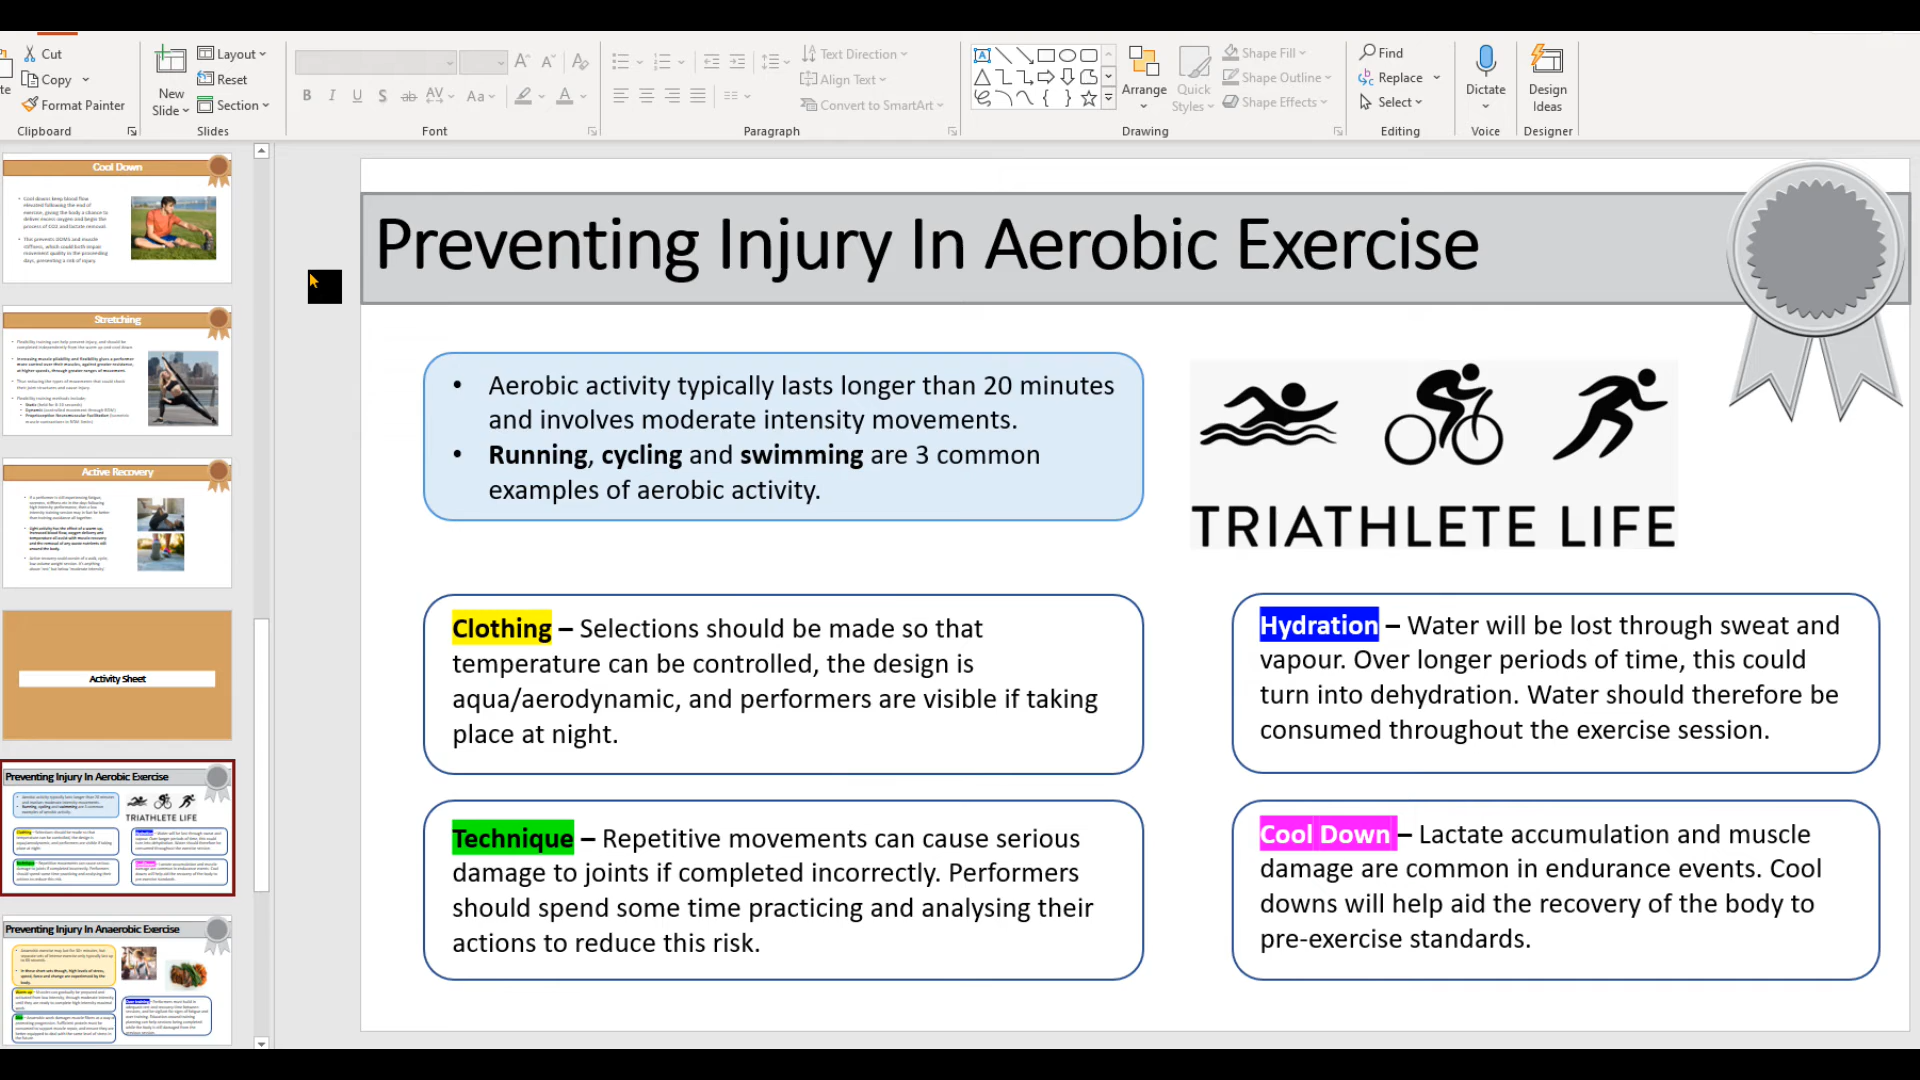 Cut
Copy
Format Painter
Clipboard
New
Slide
Layout
Reset
Section
Slides
B I U S ab AV Aa A
Font
Text Direction
Align Text
Convert to SmartArt
Paragraph
Arrange
Quick
Styles
Shape Fill
Shape Outline
Shape Effects
Drawing
Find
Replace
Select
Editing
Dictate
Voice
Design
Ideas
Designer
Cool Down
Stretching
Active Recovery
Activity Sheet
Preventing Injury In Aerobic Exercise
TRIATHLETE LIFE
Preventing Injury In Anaerobic Exercise
Preventing Injury In Aerobic Exercise
• Aerobic activity typically lasts longer than 20 minutes
and involves moderate intensity movements.
• Running, cycling and swimming are 3 common
examples of aerobic activity.
TRIATHLETE LIFE
Clothing – Selections should be made so that
temperature can be controlled, the design is
aqua/aerodynamic, and performers are visible if taking
place at night.
Hydration – Water will be lost through sweat and
vapour. Over longer periods of time, this could
turn into dehydration. Water should therefore be
consumed throughout the exercise session.
Technique – Repetitive movements can cause serious
damage to joints if completed incorrectly. Performers
should spend some time practicing and analysing their
actions to reduce this risk.
Cool Down – Lactate accumulation and muscle
damage are common in endurance events. Cool
downs will help aid the recovery of the body to
pre-exercise standards.